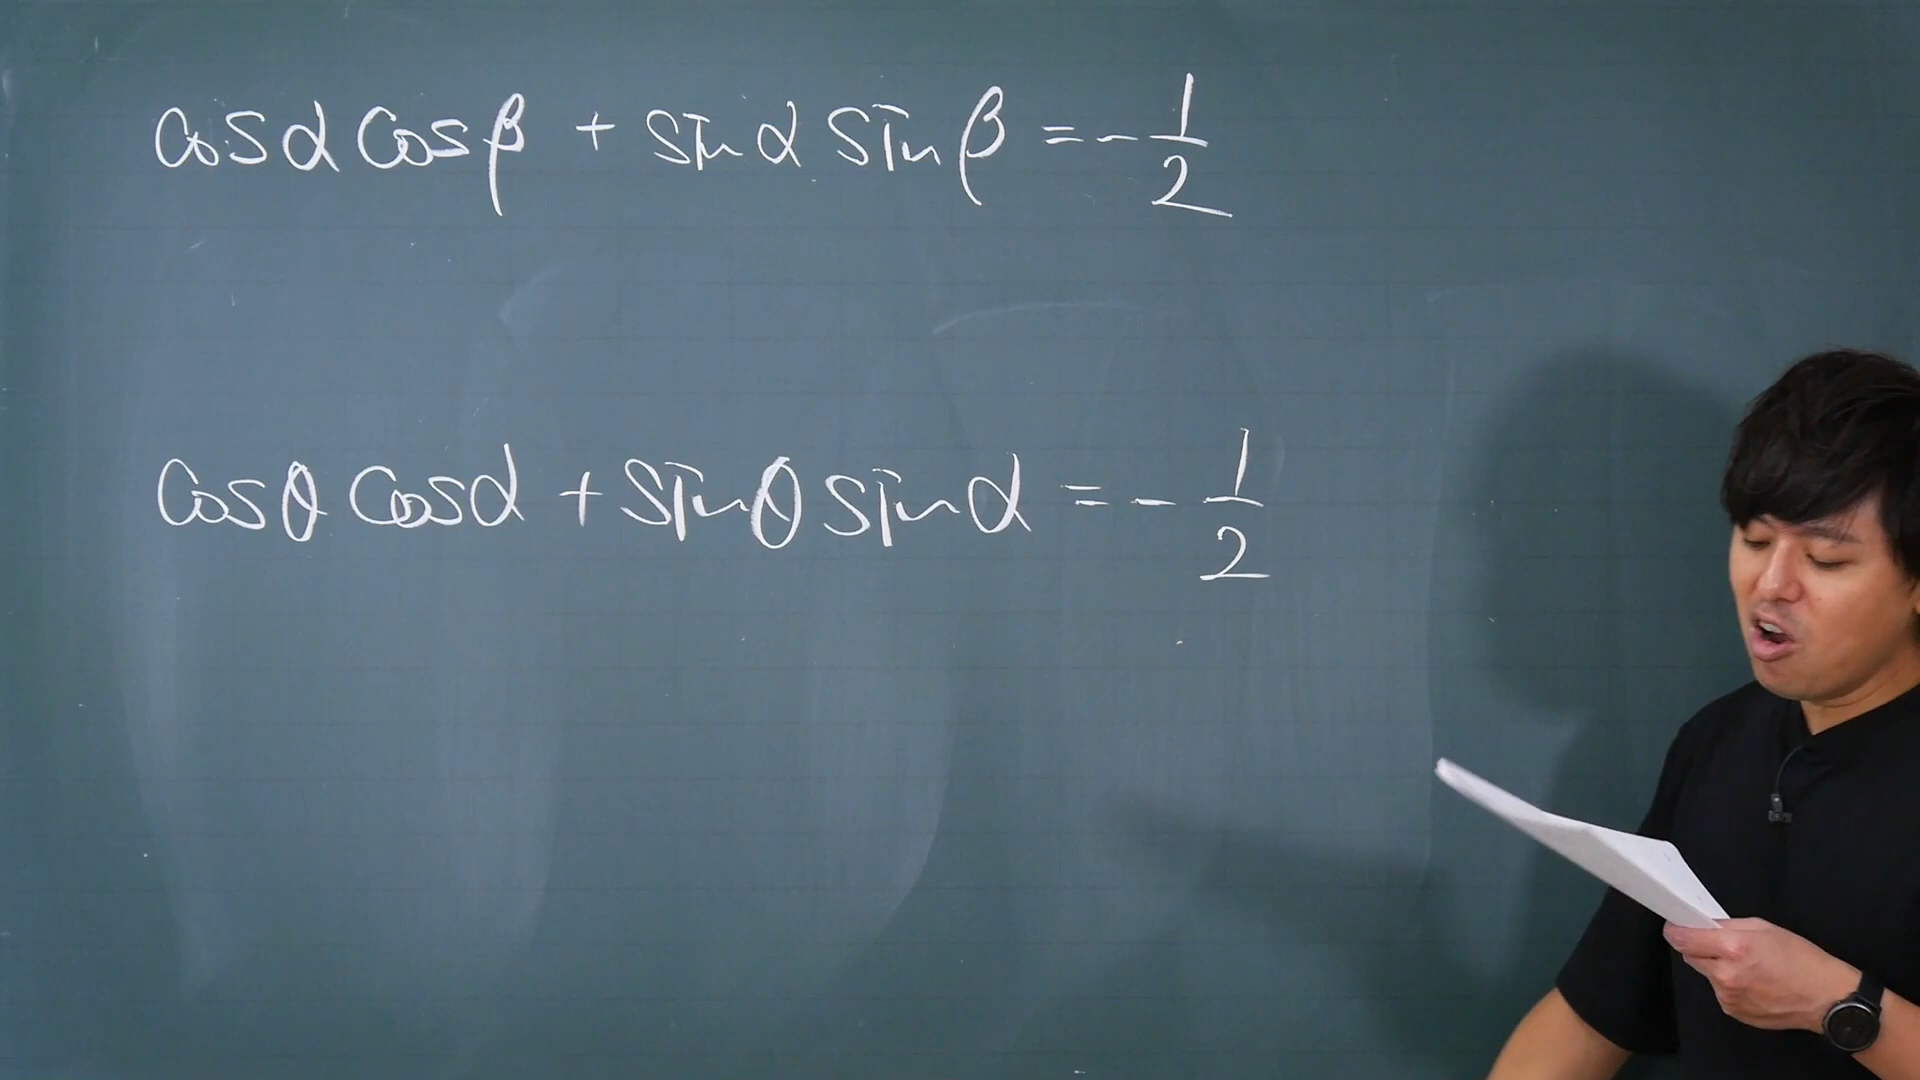 cosα cosβ + sinα sinβ = -1/2
cosθ cosα + sinθ sinα = -1/2